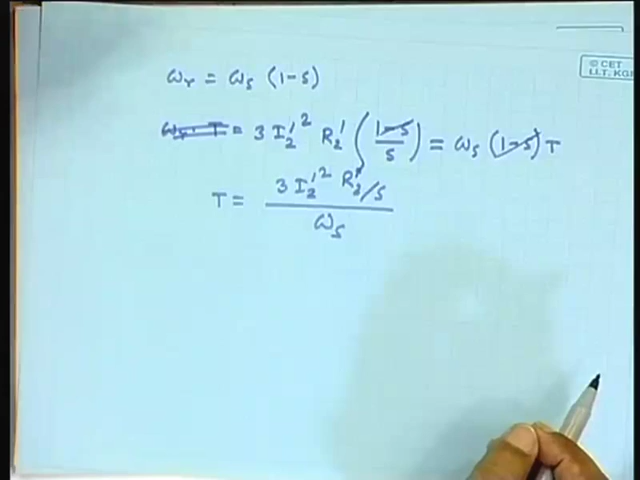 © CET
I.I.T. KGP
ωr = ωs (1-s)
ωr · T = 3 I2'² R2' ((1-s)/s) = ωs (1-s) T
T = 3 I2'² R2'/s / ωs